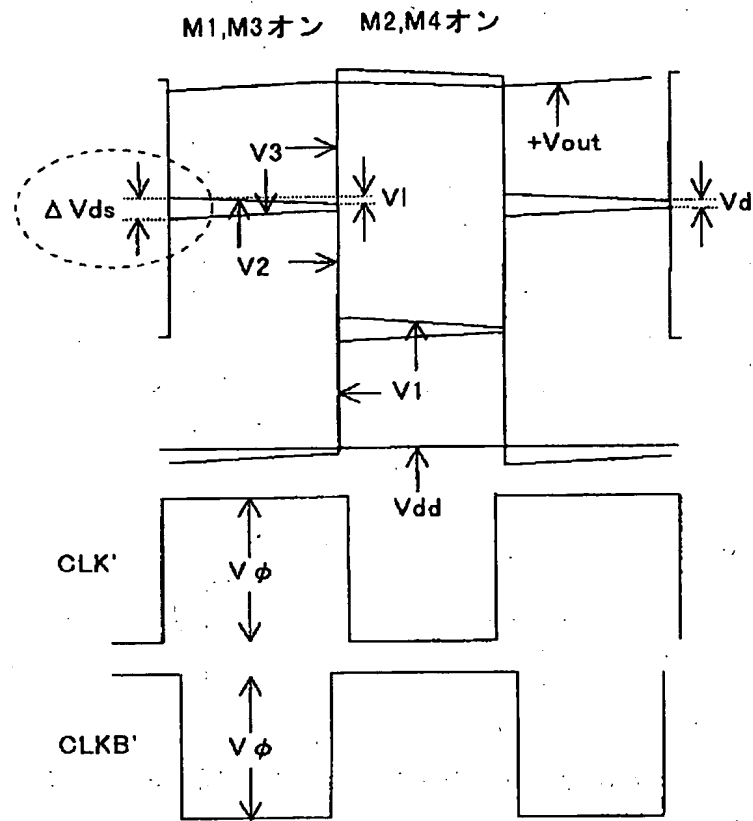 M1,M3オン M2,M4オン
+Vout
V3
Vl
Vd
ΔVds
V2
V1
Vdd
CLK'
Vφ
CLKB'
Vφ